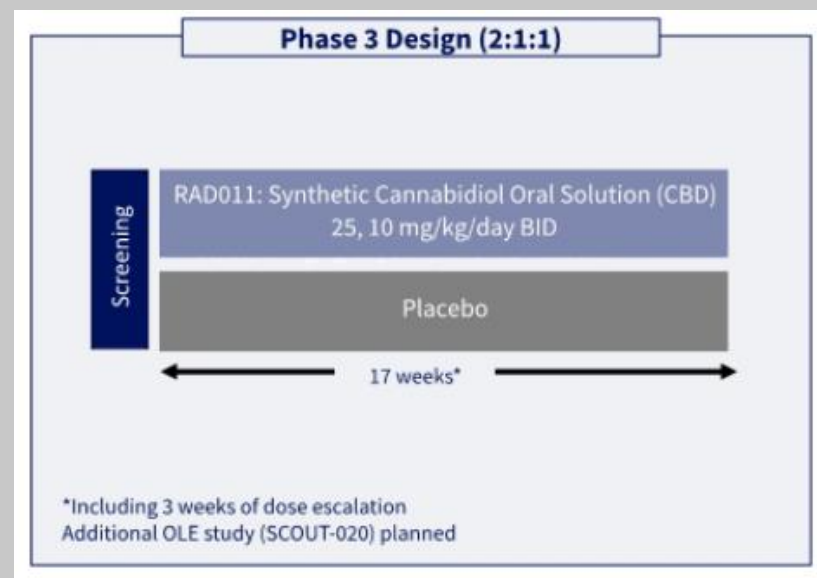 Phase 3 Design (2:1:1)
Screening
RAD011: Synthetic Cannabidiol Oral Solution (CBD)
25, 10 mg/kg/day BID
Placebo
17 weeks*
*Including 3 weeks of dose escalation
Additional OLE study (SCOUT-020) planned